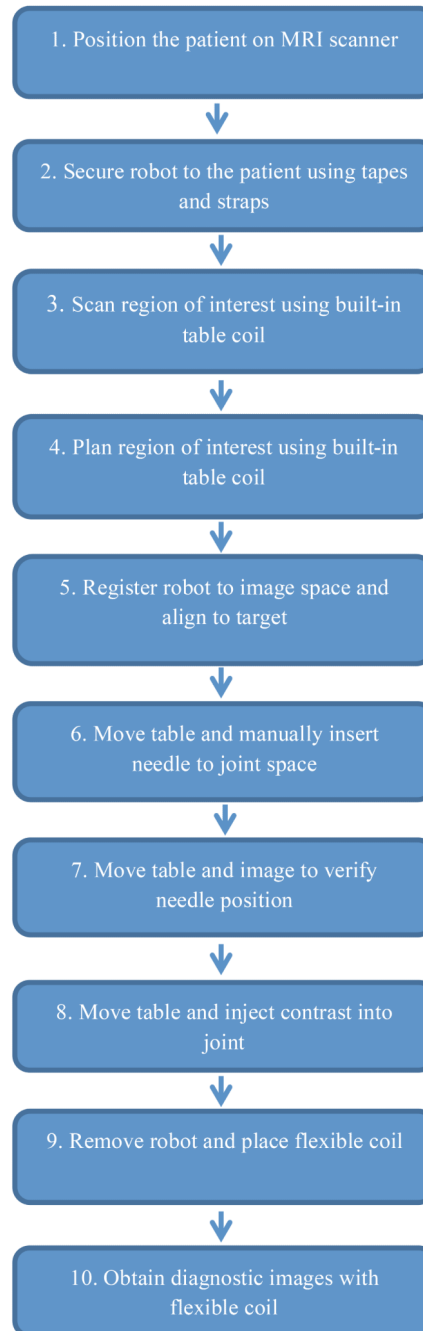 1. Position the patient on MRI scanner
2. Secure robot to the patient using tapes
and straps
3. Scan region of interest using built-in
table coil
4. Plan region of interest using built-in
table coil
5. Register robot to image space and
align to target
6. Move table and manually insert
needle to joint space
7. Move table and image to verify
needle position
8. Move table and inject contrast into
joint
9. Remove robot and place flexible coil
10. Obtain diagnostic images with
flexible coil